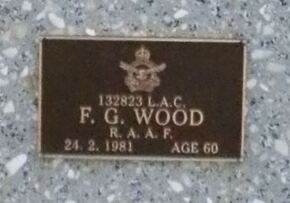 132823 L.A.C.
F. G. WOOD
R. A. A. F.
24. 2. 1981 AGE 60